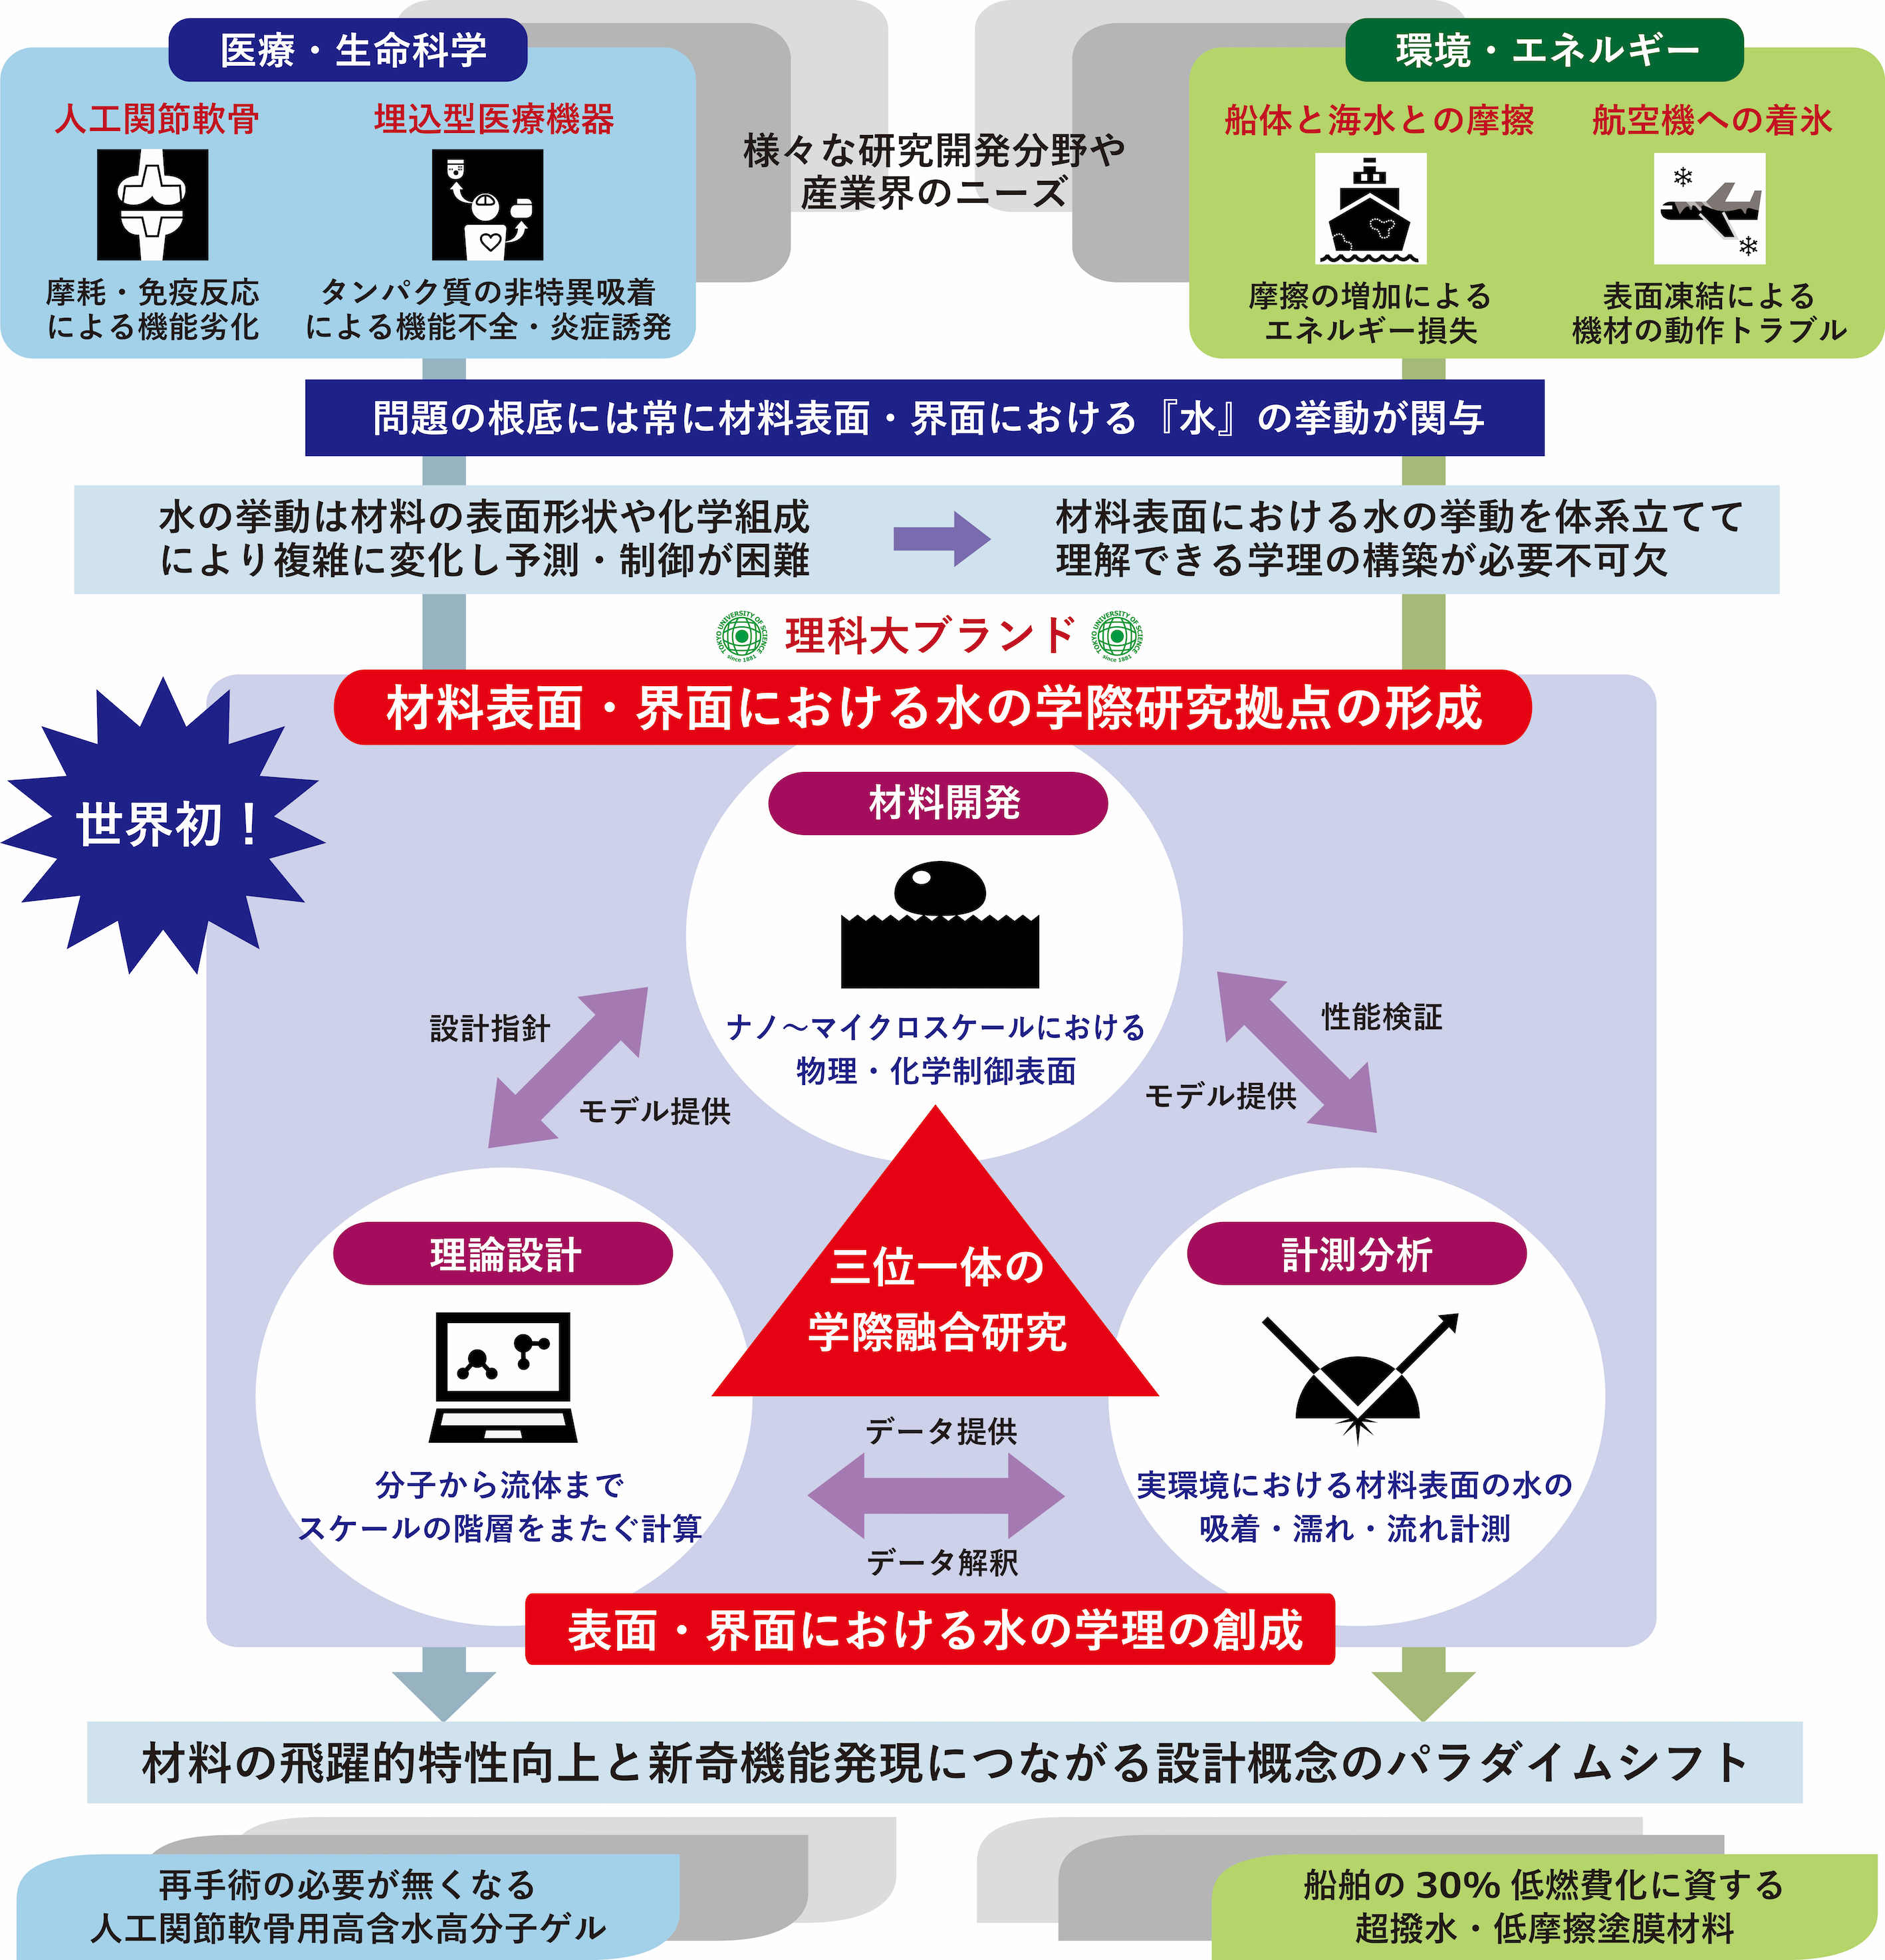 医療・生命科学
人工関節軟骨
埋込型医療機器
摩耗・免疫反応
による機能劣化
タンパク質の非特異吸着
による機能不全・炎症誘発
様々な研究開発分野や
産業界のニーズ
環境・エネルギー
船体と海水との摩擦
航空機への着氷
摩擦の増加による
エネルギー損失
表面凍結による
機材の動作トラブル
問題の根底には常に材料表面・界面における『水』の挙動が関与
水の挙動は材料の表面形状や化学組成
により複雑に変化し予測・制御が困難
材料表面における水の挙動を体系立てて
理解できる学理の構築が必要不可欠
TOKYO UNIVERSITY OF SCIENCE
since 1881
理科大ブランド
TOKYO UNIVERSITY OF SCIENCE
since 1881
材料表面・界面における水の学際研究拠点の形成
世界初！
材料開発
ナノ～マイクロスケールにおける
物理・化学制御表面
設計指針
モデル提供
性能検証
モデル提供
三位一体の
学際融合研究
理論設計
分子から流体まで
スケールの階層をまたぐ計算
計測分析
実環境における材料表面の水の
吸着・濡れ・流れ計測
データ提供
データ解釈
表面・界面における水の学理の創成
材料の飛躍的特性向上と新奇機能発現につながる設計概念のパラダイムシフト
再手術の必要が無くなる
人工関節軟骨用高含水高分子ゲル
船舶の 30% 低燃費化に資する
超撥水・低摩擦塗膜材料